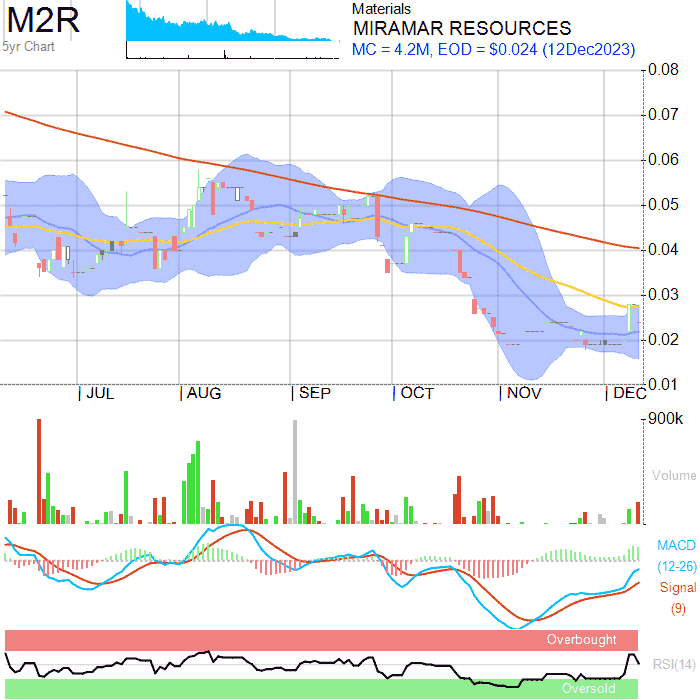 M2R
5yr Chart
Materials
MIRAMAR RESOURCES
MC = 4.2M, EOD = $0.024 (12Dec2023)
0.08
0.07
0.06
0.05
0.04
0.03
0.02
0.01
JUL AUG SEP OCT NOV DEC
900k
Volume
MACD
(12-26)
Signal
(9)
Overbought
RSI(14)
Oversold